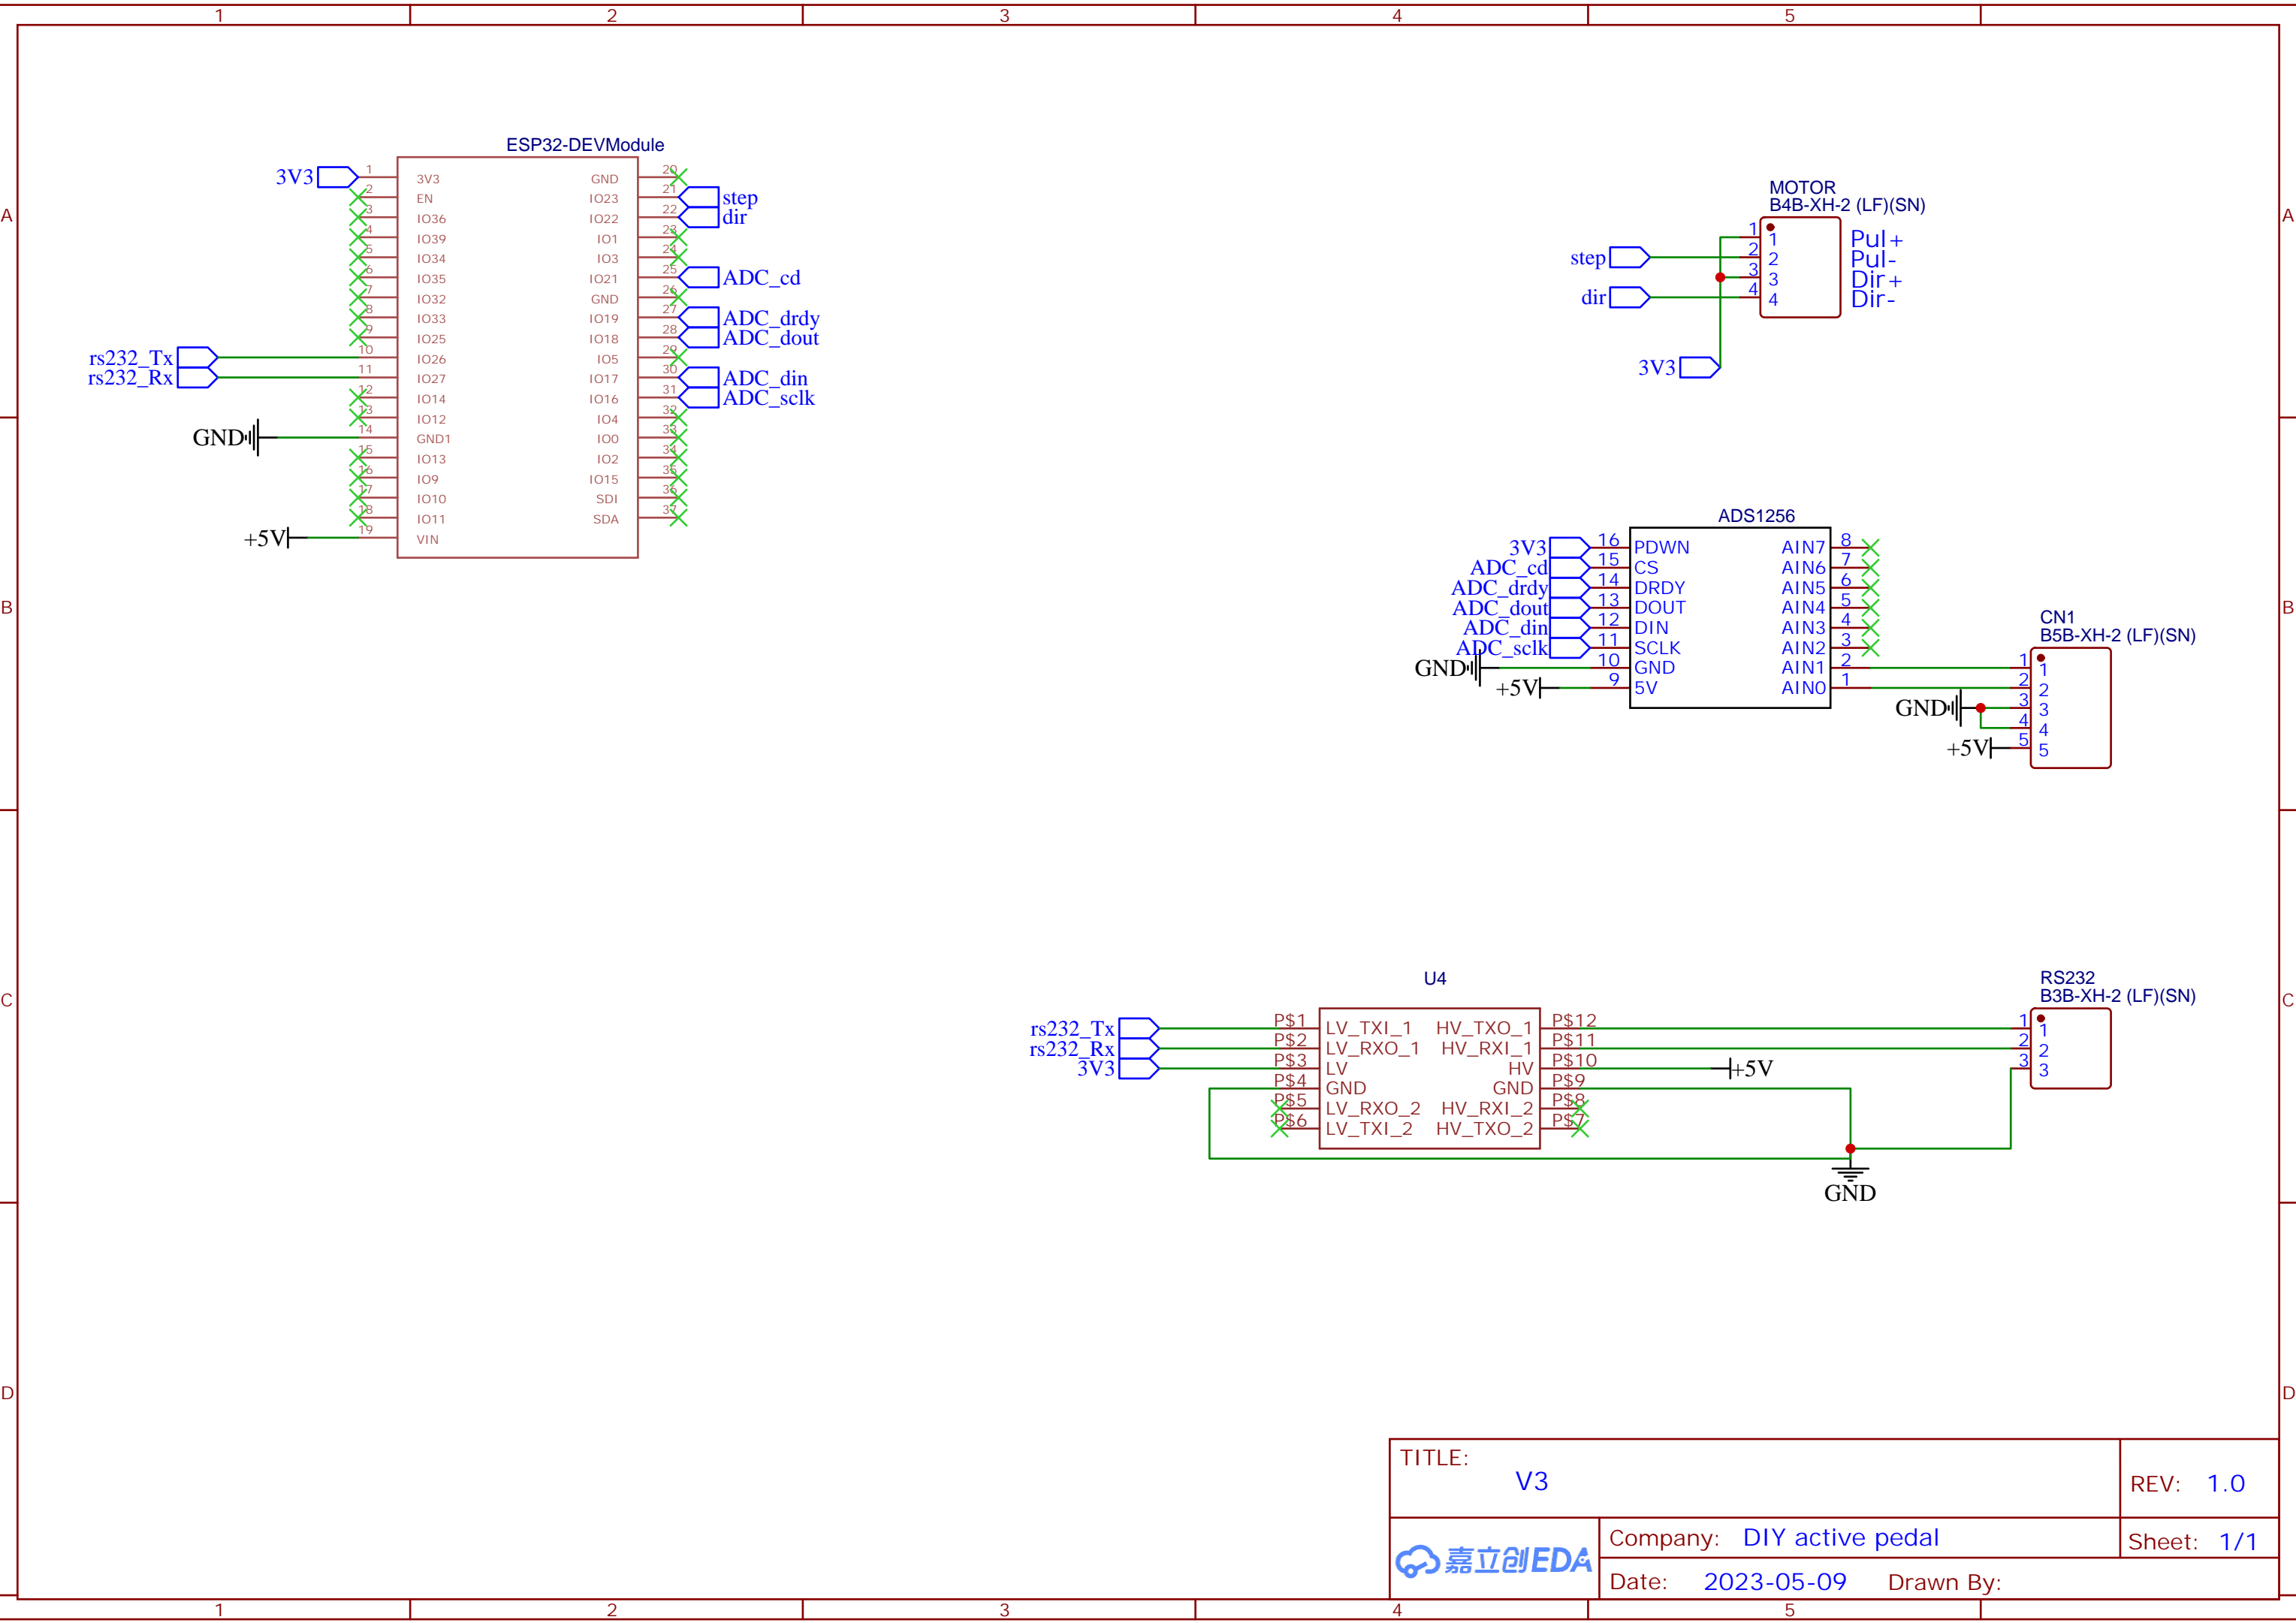 1 2 3 4 5
A A
B B
C C
D D
ESP32-DEVModule
3V3 1 3V3 GND 20
2 EN IO23 21 step
3 IO36 IO22 22 dir
4 IO39 IO1 23
5 IO34 IO3 24
6 IO35 IO21 25 ADC_cd
7 IO32 GND 26
8 IO33 IO19 27 ADC_drdy
9 IO25 IO18 28 ADC_dout
rs232_Tx 10 IO26 IO5 29
rs232_Rx 11 IO27 IO17 30 ADC_din
12 IO14 IO16 31 ADC_sclk
13 IO12 IO4 32
GND 14 GND1 IO0 33
15 IO13 IO2 34
16 IO9 IO15 35
17 IO10 SDI 36
18 IO11 SDA 37
+5V 19 VIN
MOTOR
B4B-XH-2 (LF)(SN)
1 1 Pul+
step 2 2 Pul-
3 3 Dir+
dir 4 4 Dir-
3V3
ADS1256
3V3 16 PDWN AIN7 8
ADC_cd 15 CS AIN6 7
ADC_drdy 14 DRDY AIN5 6
ADC_dout 13 DOUT AIN4 5
ADC_din 12 DIN AIN3 4
ADC_sclk 11 SCLK AIN2 3
GND 10 GND AIN1 2
+5V 9 5V AIN0 1
CN1
B5B-XH-2 (LF)(SN)
1 1
2 2
GND 3 3
4 4
+5V 5 5
U4
rs232_Tx P$1 LV_TXI_1 HV_TXO_1 P$12
rs232_Rx P$2 LV_RXO_1 HV_RXI_1 P$11
3V3 P$3 LV HV P$10 +5V
P$4 GND GND P$9
P$5 LV_RXO_2 HV_RXI_2 P$8
P$6 LV_TXI_2 HV_TXO_2 P$7
GND
RS232
B3B-XH-2 (LF)(SN)
1 1
2 2
3 3
TITLE:
V3
REV: 1.0
嘉立创EDA
Company: DIY active pedal
Sheet: 1/1
Date: 2023-05-09 Drawn By:
1 2 3 4 5